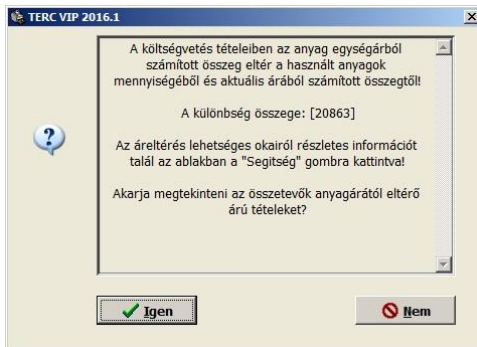 TERC VIP 2016.1
A költségvetés tételeiben az anyag egységárból
számított összeg eltér a használt anyagok
mennyiségéből és aktuális árából számított összegtől!
A különbség összege: [20863]
Az áreltérés lehetséges okairól részletes információt
talál az ablakban a "Segitség" gombra kattintva!
Akarja megtekinteni az összetevők anyagárától eltérő
árú tételeket?
Igen
Nem